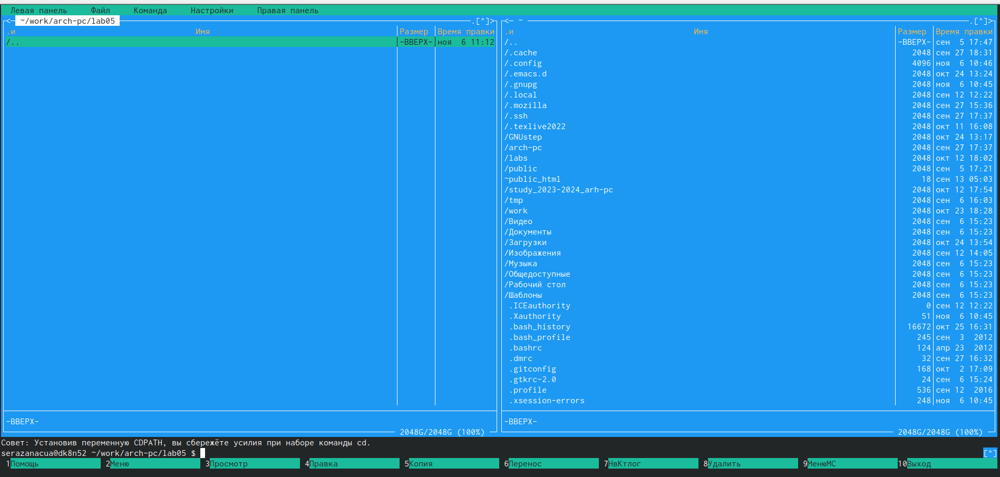 Левая панель Файл Команда Настройки Правая панель
<─ ~/work/arch-pc/lab05 .[^]>
.и Имя Размер Время правки
/.. -ВВЕРХ- ноя 6 11:12
-ВВЕРХ-
2048G/2048G (100%)
<─ ~ .[^]>
.и Имя Размер Время правки
/.. -ВВЕРХ- сен 5 17:47
/.cache 2048 сен 27 18:31
/.config 4096 ноя 6 10:46
/.emacs.d 2048 окт 24 13:24
/.gnupg 2048 ноя 6 10:45
/.local 2048 сен 12 12:22
/.mozilla 2048 сен 27 15:36
/.ssh 2048 сен 27 17:37
/.texlive2022 2048 окт 11 16:08
/GNUstep 2048 окт 24 13:17
/arch-pc 2048 сен 27 17:37
/labs 2048 окт 12 18:02
/public 2048 сен 5 17:21
~public_html 18 сен 13 05:03
/study_2023-2024_arh-pc 2048 окт 12 17:54
/tmp 2048 сен 6 16:03
/work 2048 окт 23 18:28
/Видео 2048 сен 6 15:23
/Документы 2048 сен 6 15:23
/Загрузки 2048 окт 24 13:54
/Изображения 2048 сен 12 14:05
/Музыка 2048 сен 6 15:23
/Общедоступные 2048 сен 6 15:23
/Рабочий стол 2048 сен 6 15:23
/Шаблоны 2048 сен 6 15:23
.ICEauthority 0 сен 12 12:22
.Xauthority 51 ноя 6 10:45
.bash_history 16672 окт 25 16:31
.bash_profile 245 сен 3 2012
.bashrc 124 апр 23 2012
.dmrc 32 сен 27 16:32
.gitconfig 168 окт 2 17:09
.gtkrc-2.0 24 сен 6 15:24
.profile 536 сен 12 2016
.xsession-errors 248 ноя 6 10:45
-ВВЕРХ-
2048G/2048G (100%)
Совет: Установив переменную CDPATH, вы сбережёте усилия при наборе команды cd.
serazanacua@dk8n52 ~/work/arch-pc/lab05 $ [^]
1Помощь 2Меню 3Просмотр 4Правка 5Копия 6Перенос 7НвКтлог 8Удалить 9МенюМС 10Выход